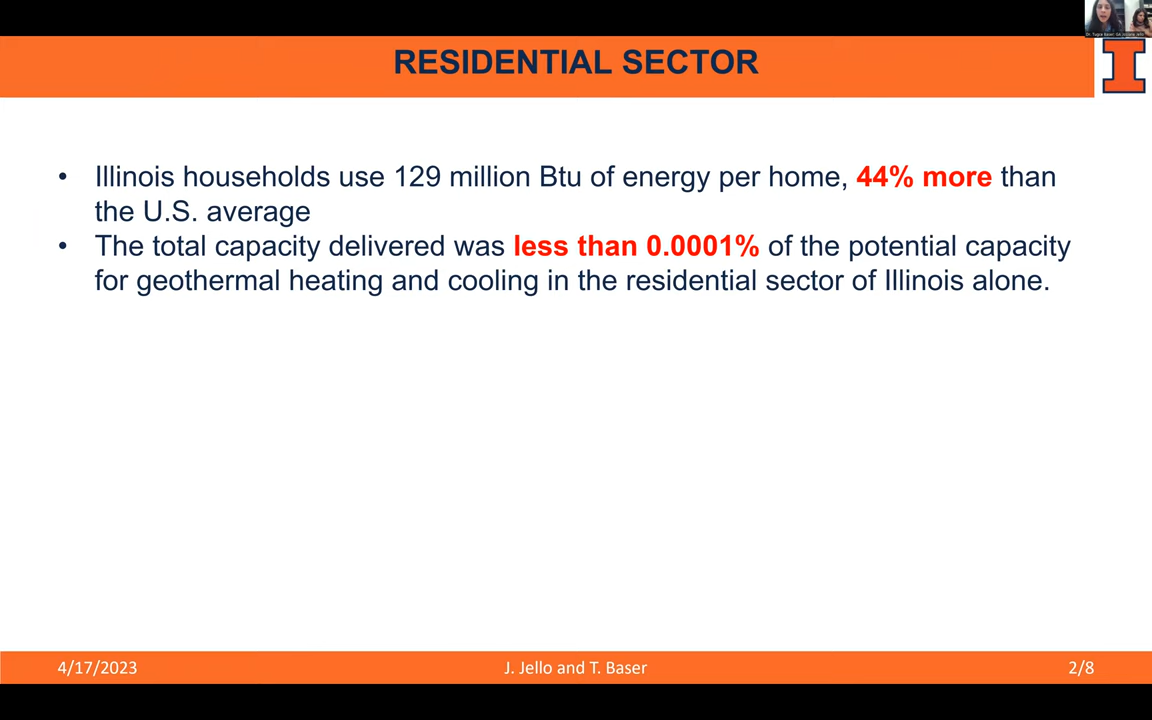 RESIDENTIAL SECTOR
• Illinois households use 129 million Btu of energy per home, 44% more than
the U.S. average
• The total capacity delivered was less than 0.0001% of the potential capacity
for geothermal heating and cooling in the residential sector of Illinois alone.
4/17/2023
J. Jello and T. Baser
2/8